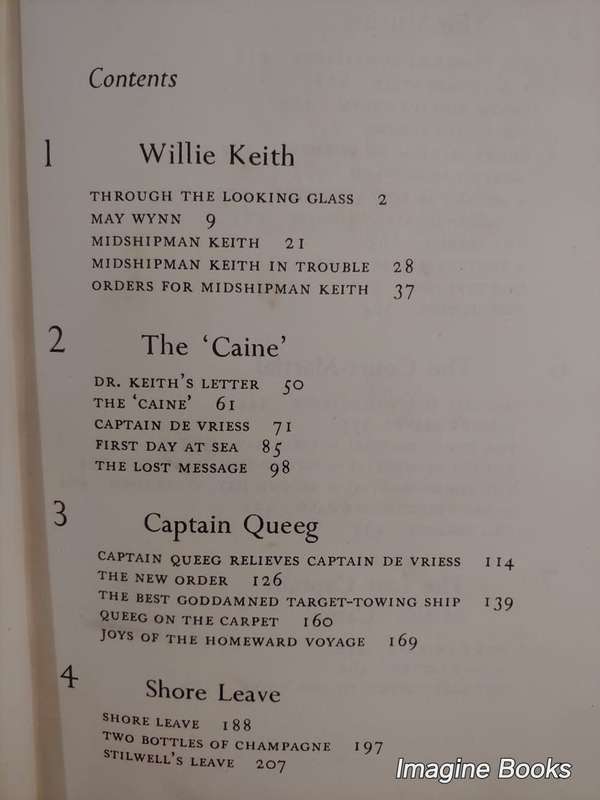 Contents
1 Willie Keith
THROUGH THE LOOKING GLASS 2
MAY WYNN 9
MIDSHIPMAN KEITH 21
MIDSHIPMAN KEITH IN TROUBLE 28
ORDERS FOR MIDSHIPMAN KEITH 37
2 The ‘Caine’
DR. KEITH’S LETTER 50
THE ‘CAINE’ 61
CAPTAIN DE VRIESS 71
FIRST DAY AT SEA 85
THE LOST MESSAGE 98
3 Captain Queeg
CAPTAIN QUEEG RELIEVES CAPTAIN DE VRIESS 114
THE NEW ORDER 126
THE BEST GODDAMNED TARGET-TOWING SHIP 139
QUEEG ON THE CARPET 160
JOYS OF THE HOMEWARD VOYAGE 169
4 Shore Leave
SHORE LEAVE 188
TWO BOTTLES OF CHAMPAGNE 197
STILWELL’S LEAVE 207
Imagine Books